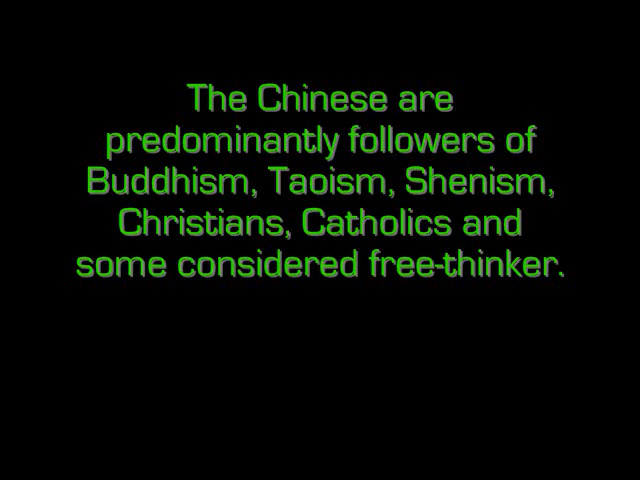 The Chinese are
predominantly followers of
Buddhism, Taoism, Shenism,
Christians, Catholics and
some considered free-thinker.